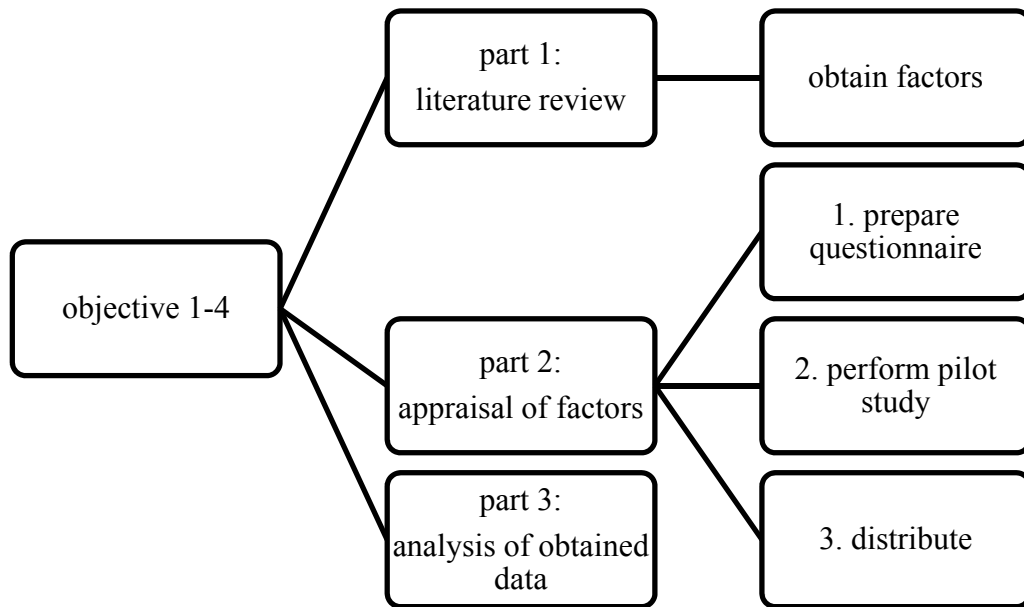 part 1:
literature review
obtain factors
1. prepare
questionnaire
objective 1-4
part 2:
appraisal of factors
2. perform pilot
study
part 3:
analysis of obtained
data
3. distribute